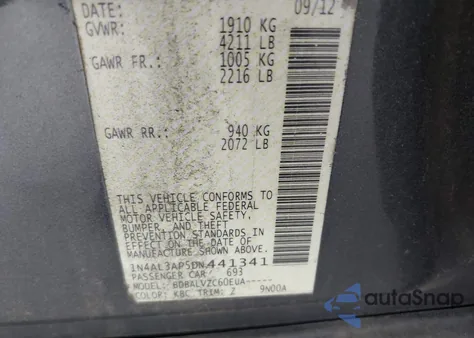 DATE: 09/12
GVWR: 1910 KG
4211 LB
GAWR FR.: 1005 KG
2216 LB
GAWR RR.: 940 KG
2072 LB
THIS VEHICLE CONFORMS TO
ALL APPLICABLE FEDERAL
MOTOR VEHICLE SAFETY,
BUMPER, AND THEFT
PREVENTION STANDARDS IN
EFFECT ON THE DATE OF
MANUFACTURE SHOWN ABOVE.
1N4AL3AP5DN441341
PASSENGER CAR 693
MODEL: BDBALVZC60EUA-----
COLOR: KBC TRIM: Z 9N00A
autoSnap